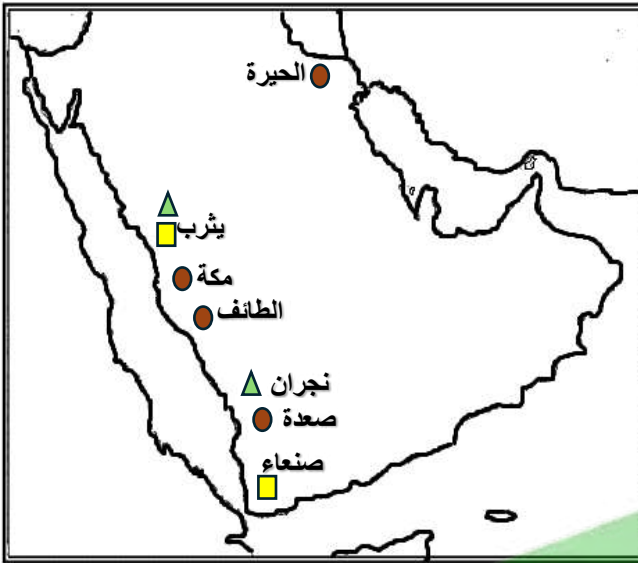 الحيرة
يثرب
مكة
الطائف
نجران
صعدة
صنعاء